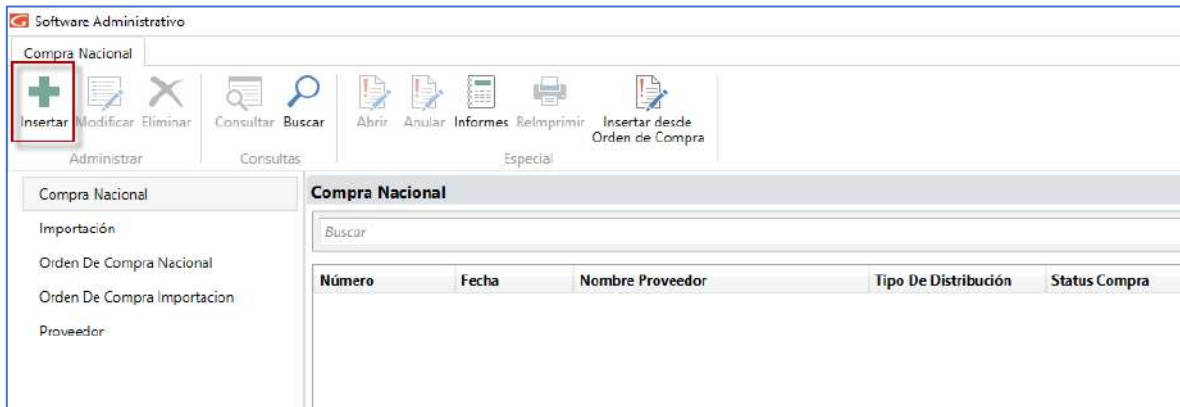 Software Administrativo
Compra Nacional
Insertar Modificar Eliminar Consultar Buscar Abrir Anular Informes ReImprimir Insertar desde
Orden de Compra
Administrar Consultas Especial
Compra Nacional
Importación
Orden De Compra Nacional
Orden De Compra Importacion
Proveedor
Compra Nacional
Buscar
Número Fecha Nombre Proveedor Tipo De Distribución Status Compra